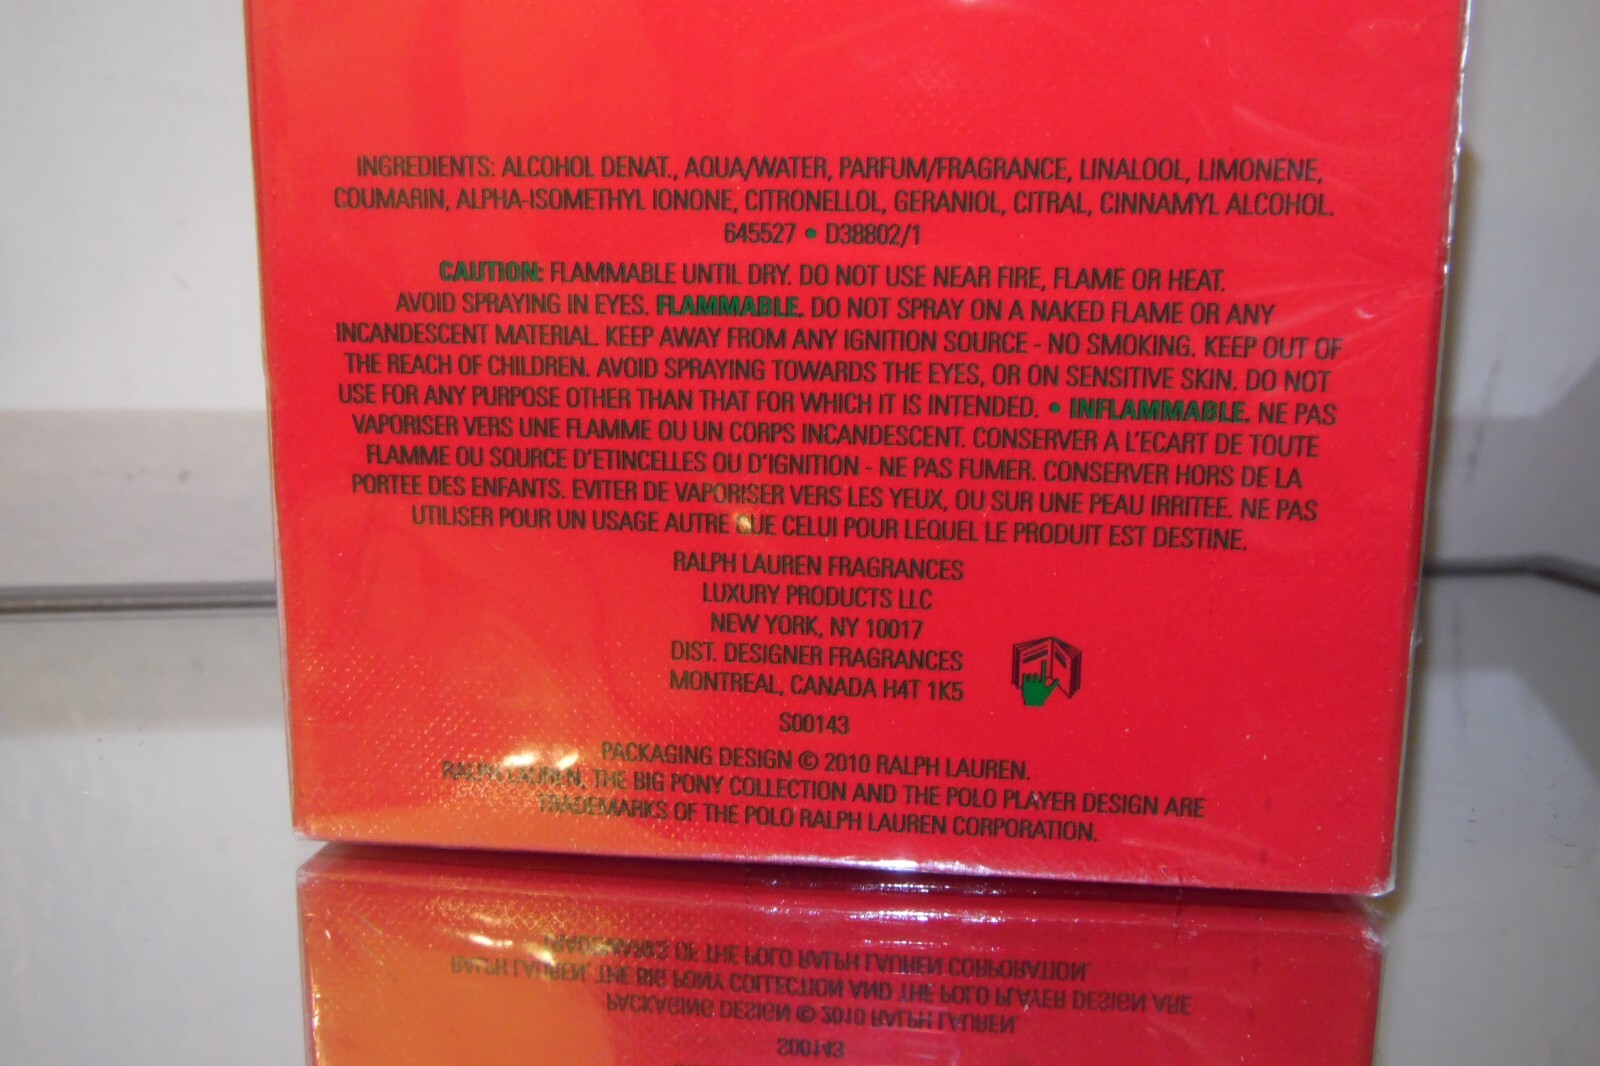 INGREDIENTS: ALCOHOL DENAT., AQUA/WATER, PARFUM/FRAGRANCE, LINALOOL, LIMONENE,
COUMARIN, ALPHA-ISOMETHYL IONONE, CITRONELLOL, GERANIOL, CITRAL, CINNAMYL ALCOHOL.
645527 • D38802/1
CAUTION: FLAMMABLE UNTIL DRY. DO NOT USE NEAR FIRE, FLAME OR HEAT.
AVOID SPRAYING IN EYES. FLAMMABLE. DO NOT SPRAY ON A NAKED FLAME OR ANY
INCANDESCENT MATERIAL. KEEP AWAY FROM ANY IGNITION SOURCE - NO SMOKING. KEEP OUT OF
THE REACH OF CHILDREN. AVOID SPRAYING TOWARDS THE EYES, OR ON SENSITIVE SKIN. DO NOT
USE FOR ANY PURPOSE OTHER THAN THAT FOR WHICH IT IS INTENDED. • INFLAMMABLE. NE PAS
VAPORISER VERS UNE FLAMME OU UN CORPS INCANDESCENT. CONSERVER A L'ECART DE TOUTE
FLAMME OU SOURCE D'ETINCELLES OU D'IGNITION - NE PAS FUMER. CONSERVER HORS DE LA
PORTEE DES ENFANTS. EVITER DE VAPORISER VERS LES YEUX, OU SUR UNE PEAU IRRITEE. NE PAS
UTILISER POUR UN USAGE AUTRE QUE CELUI POUR LEQUEL LE PRODUIT EST DESTINE.
RALPH LAUREN FRAGRANCES
LUXURY PRODUCTS LLC
NEW YORK, NY 10017
DIST. DESIGNER FRAGRANCES
MONTREAL, CANADA H4T 1K5
S00143
PACKAGING DESIGN © 2010 RALPH LAUREN.
RALPH LAUREN, THE BIG PONY COLLECTION AND THE POLO PLAYER DESIGN ARE
TRADEMARKS OF THE POLO RALPH LAUREN CORPORATION.